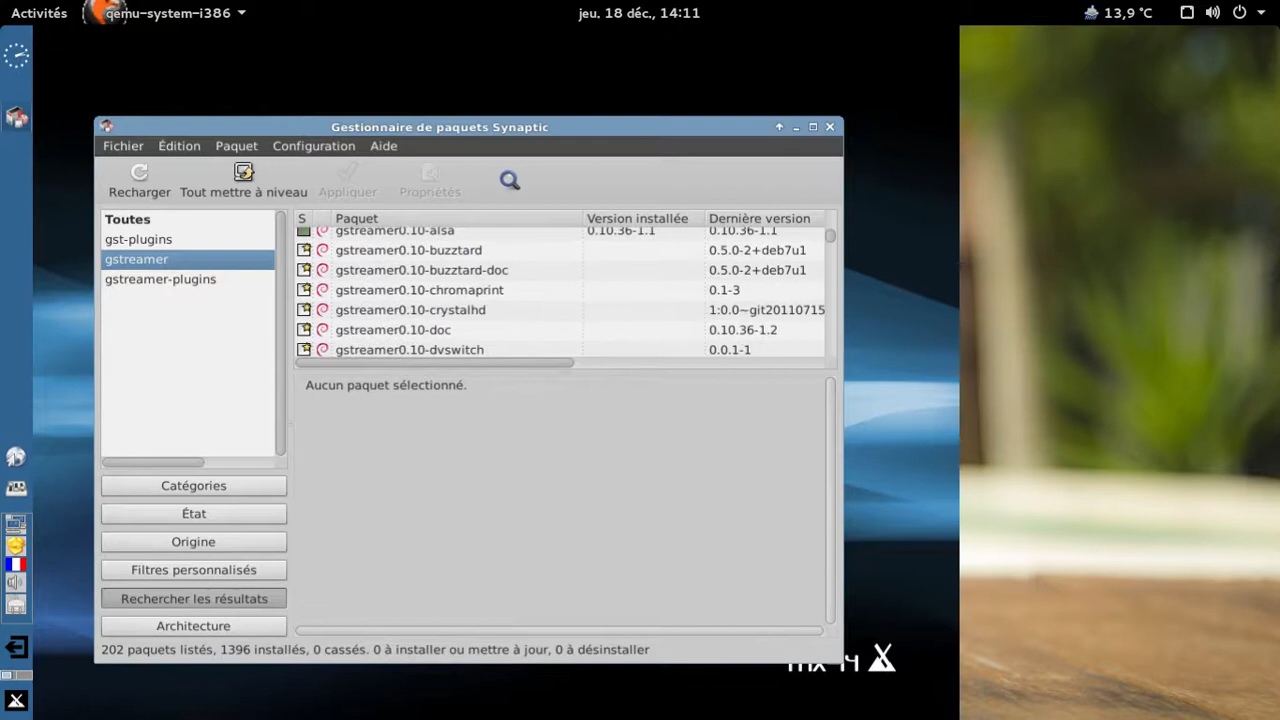 Activités qemu-system-i386 jeu. 18 déc., 14:11 13,9 °C
Gestionnaire de paquets Synaptic
Fichier Édition Paquet Configuration Aide
Recharger Tout mettre à niveau Appliquer Propriétés
Toutes
gst-plugins
gstreamer
gstreamer-plugins
S Paquet Version installée Dernière version
gstreamer0.10-alsa 0.10.36-1.1 0.10.36-1.1
gstreamer0.10-buzztard 0.5.0-2+deb7u1
gstreamer0.10-buzztard-doc 0.5.0-2+deb7u1
gstreamer0.10-chromaprint 0.1-3
gstreamer0.10-crystalhd 1:0.0~git20110715
gstreamer0.10-doc 0.10.36-1.2
gstreamer0.10-dvswitch 0.0.1-1
Aucun paquet sélectionné.
Catégories
État
Origine
Filtres personnalisés
Rechercher les résultats
Architecture
202 paquets listés, 1396 installés, 0 cassés. 0 à installer ou mettre à jour, 0 à désinstaller